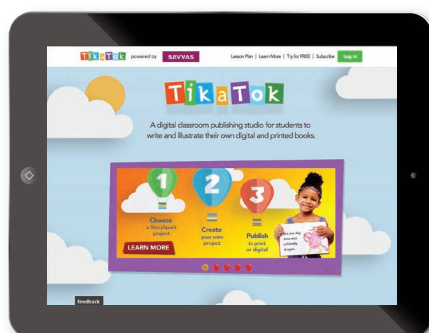 TikaTok powered by SAVVAS Lesson Plan | Learn More | Try for FREE | Subscribe Log in
TikaTok
A digital classroom publishing studio for students to
write and illustrate their own digital and printed books.
1 2 3
Choose
a StorySpark
project
Create
your own
project
Publish
in print
or digital
LEARN MORE
feedback